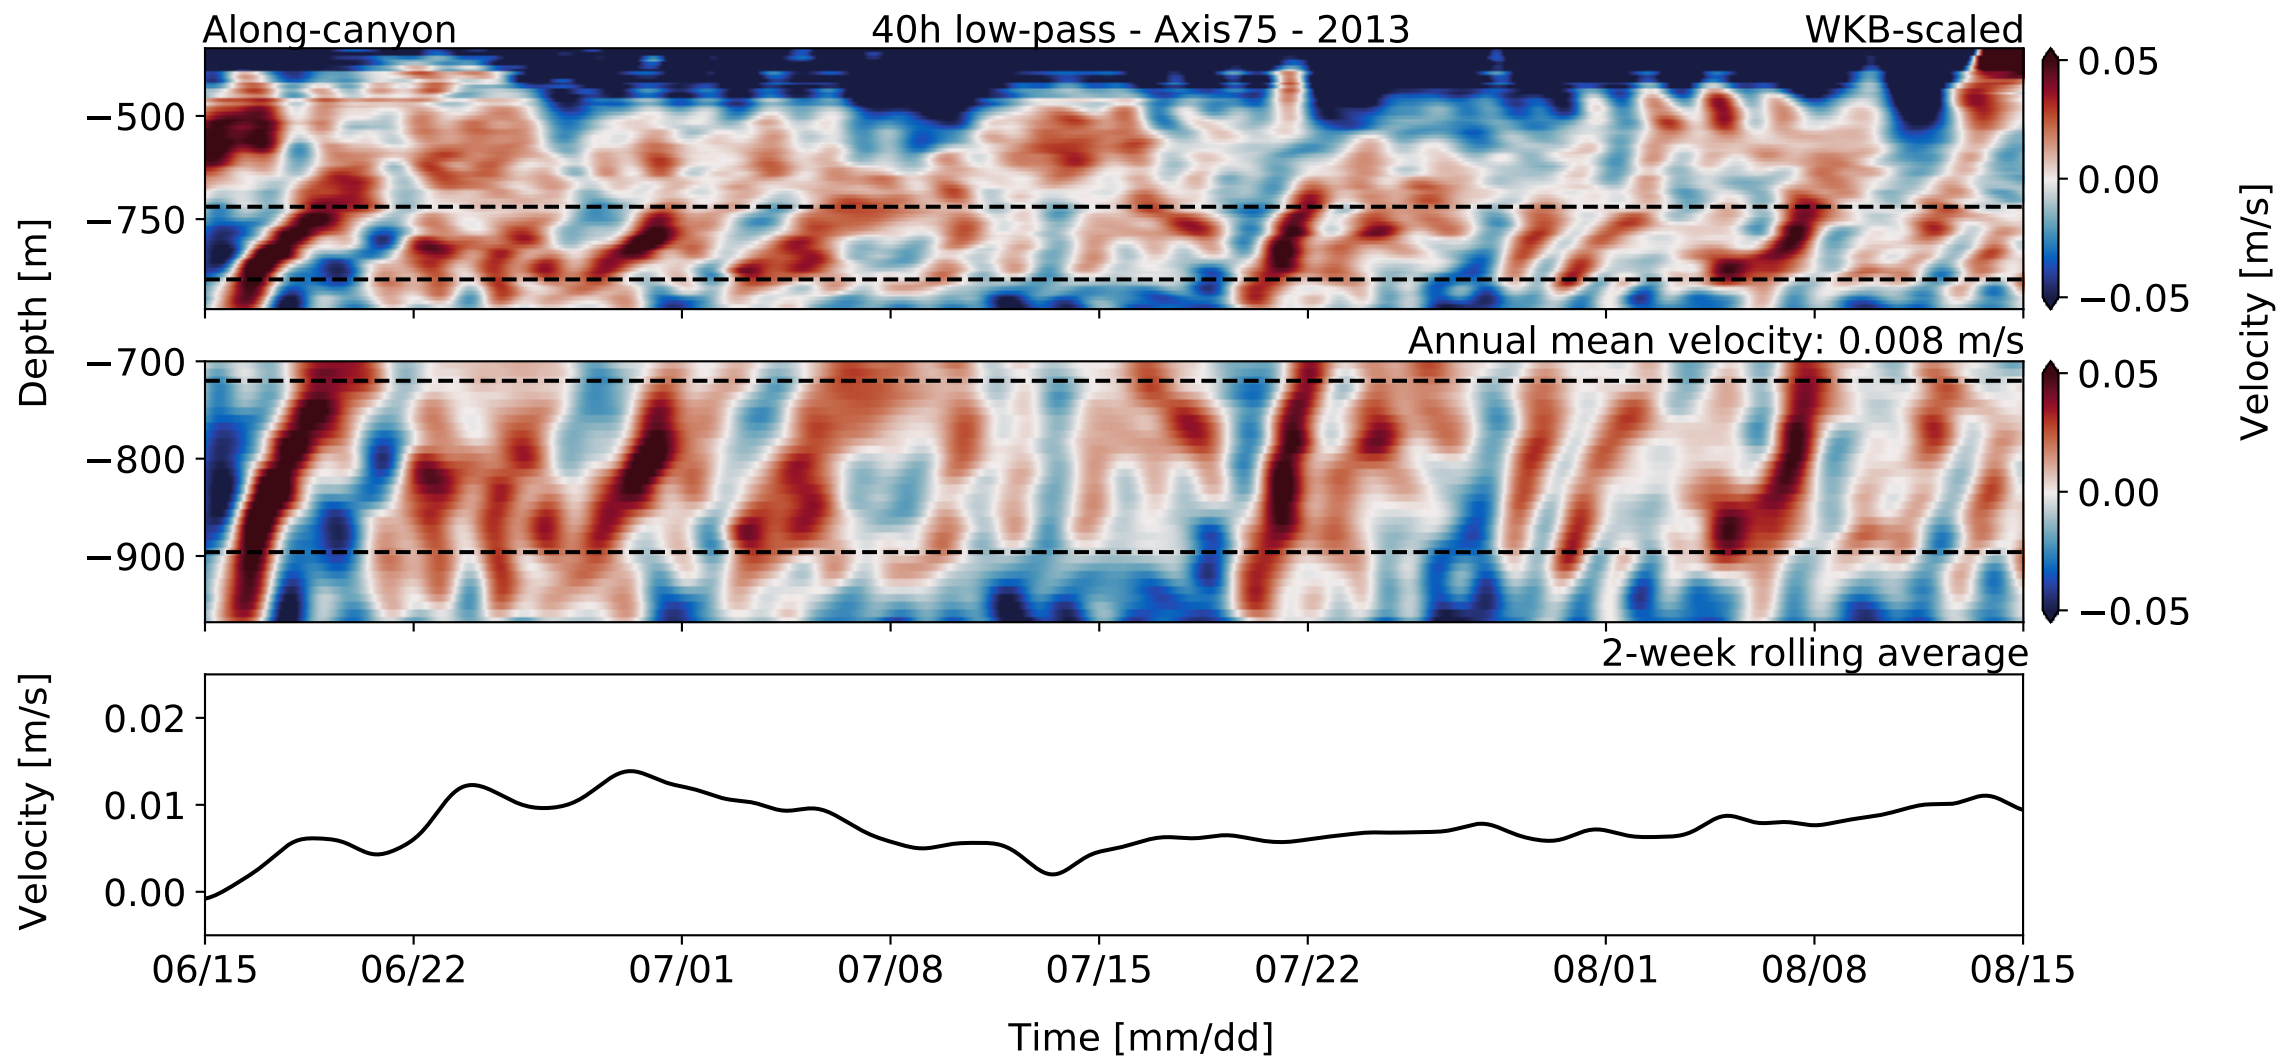 Along-canyon 40h low-pass - Axis75 - 2013 WKB-scaled
−500
−750
0.05
0.00
−0.05
Depth [m]
Velocity [m/s]
Annual mean velocity: 0.008 m/s
−700
−800
−900
0.05
0.00
−0.05
2-week rolling average
Velocity [m/s]
0.02
0.01
0.00
06/15 06/22 07/01 07/08 07/15 07/22 08/01 08/08 08/15
Time [mm/dd]